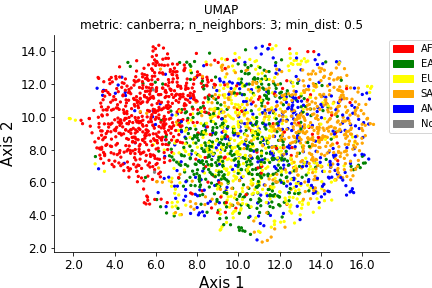 UMAP
metric: canberra; n_neighbors: 3; min_dist: 0.5
14.0
12.0
10.0
8.0
6.0
4.0
2.0
Axis 2
2.0 4.0 6.0 8.0 10.0 12.0 14.0 16.0
Axis 1
AF
EA
EU
SA
AM
No